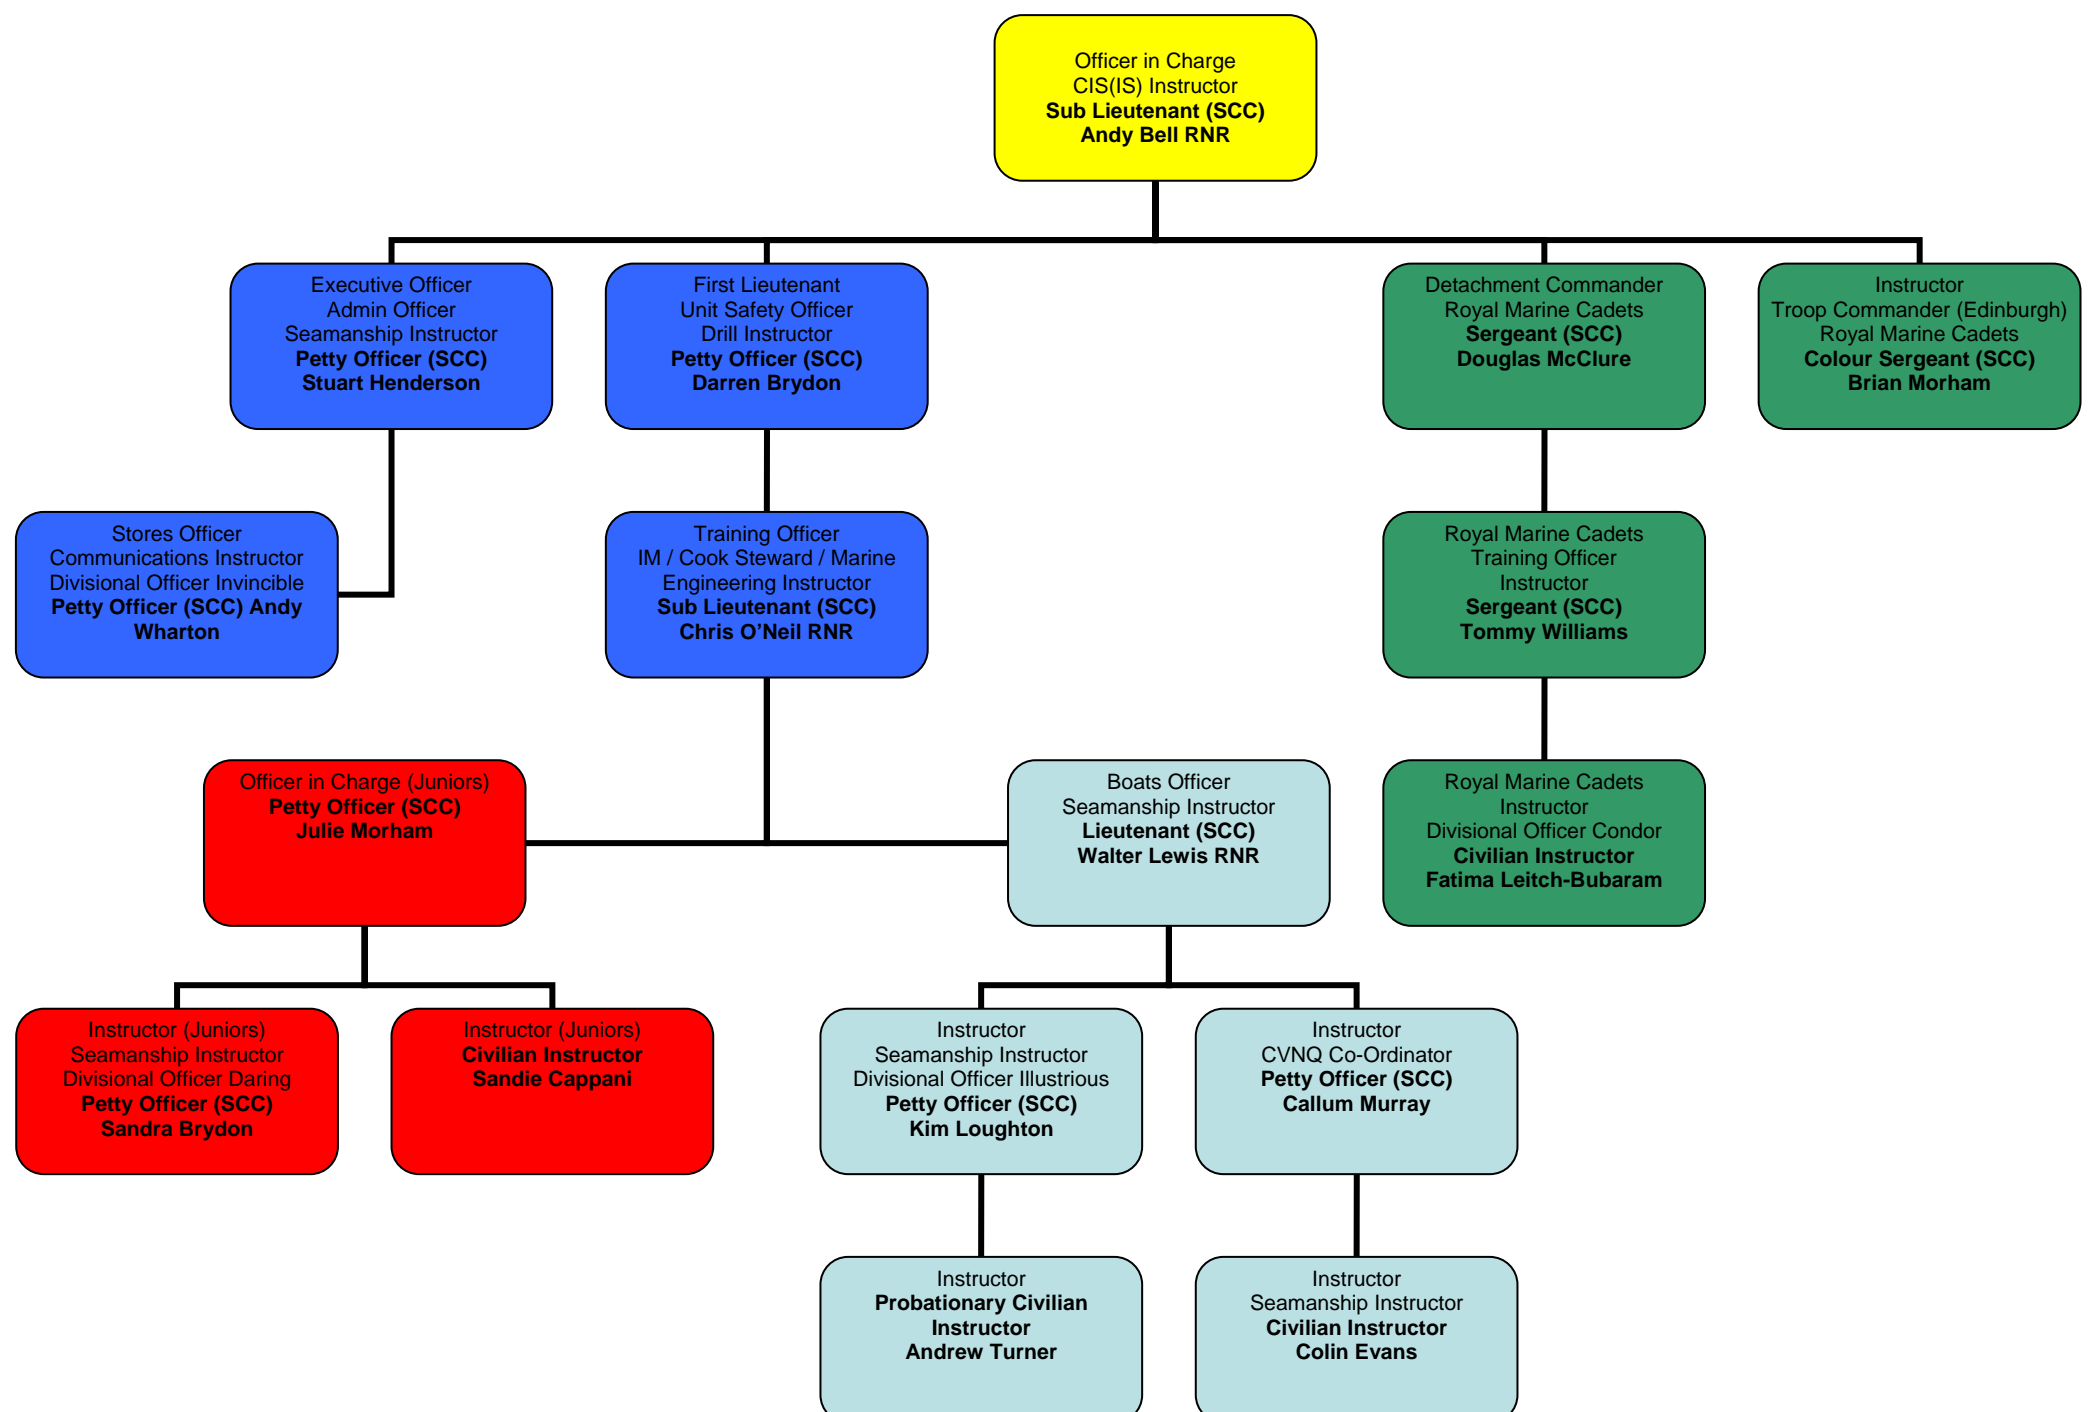 Officer in Charge
CIS(IS) Instructor
Sub Lieutenant (SCC)
Andy Bell RNR
Executive Officer
Admin Officer
Seamanship Instructor
Petty Officer (SCC)
Stuart Henderson
First Lieutenant
Unit Safety Officer
Drill Instructor
Petty Officer (SCC)
Darren Brydon
Detachment Commander
Royal Marine Cadets
Sergeant (SCC)
Douglas McClure
Instructor
Troop Commander (Edinburgh)
Royal Marine Cadets
Colour Sergeant (SCC)
Brian Morham
Stores Officer
Communications Instructor
Divisional Officer Invincible
Petty Officer (SCC) Andy
Wharton
Training Officer
IM / Cook Steward / Marine
Engineering Instructor
Sub Lieutenant (SCC)
Chris O’Neil RNR
Royal Marine Cadets
Training Officer
Instructor
Sergeant (SCC)
Tommy Williams
Officer in Charge (Juniors)
Petty Officer (SCC)
Julie Morham
Boats Officer
Seamanship Instructor
Lieutenant (SCC)
Walter Lewis RNR
Royal Marine Cadets
Instructor
Divisional Officer Condor
Civilian Instructor
Fatima Leitch-Bubaram
Instructor (Juniors)
Seamanship Instructor
Divisional Officer Daring
Petty Officer (SCC)
Sandra Brydon
Instructor (Juniors)
Civilian Instructor
Sandie Cappani
Instructor
Seamanship Instructor
Divisional Officer Illustrious
Petty Officer (SCC)
Kim Loughton
Instructor
CVNQ Co-Ordinator
Petty Officer (SCC)
Callum Murray
Instructor
Probationary Civilian
Instructor
Andrew Turner
Instructor
Seamanship Instructor
Civilian Instructor
Colin Evans